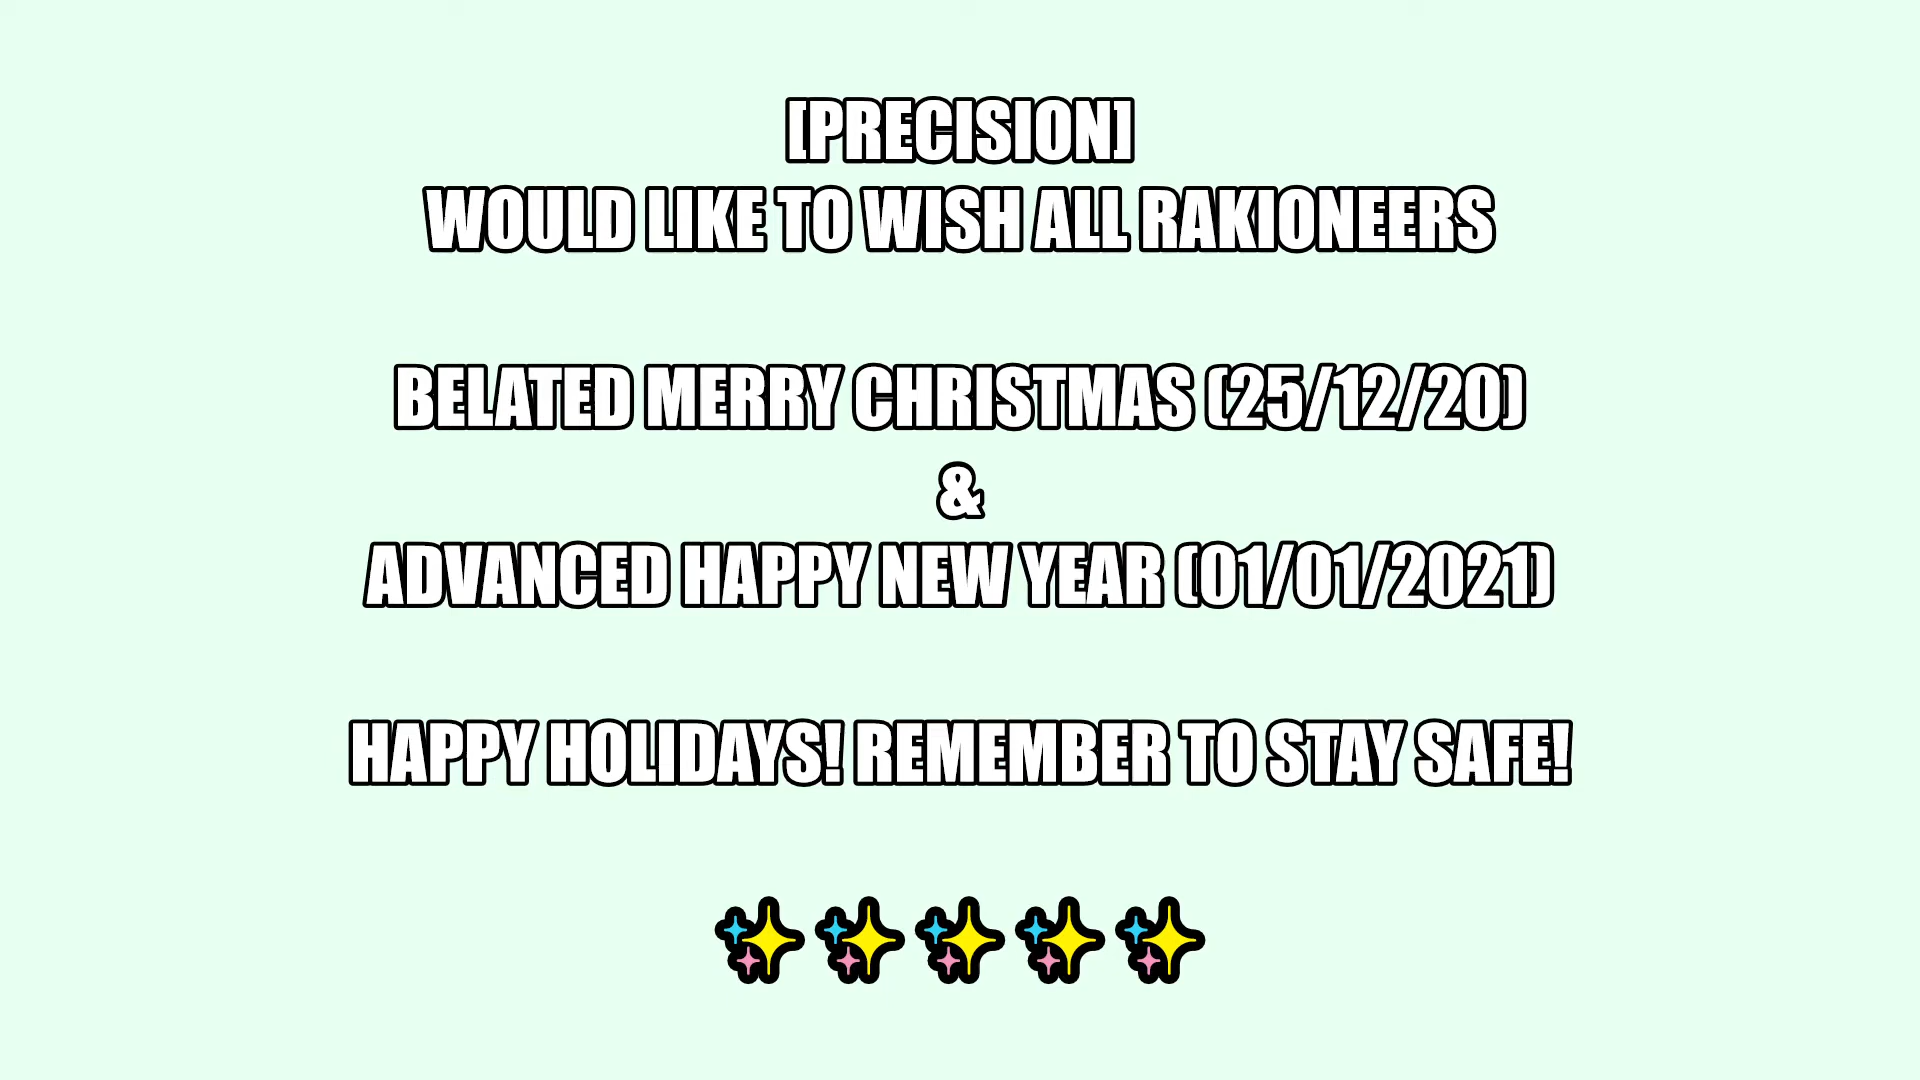 [PRECISION]
WOULD LIKE TO WISH ALL RAKIONEERS
BELATED MERRY CHRISTMAS (25/12/20)
&
ADVANCED HAPPY NEW YEAR (01/01/2021)
HAPPY HOLIDAYS! REMEMBER TO STAY SAFE!
✨✨✨✨✨